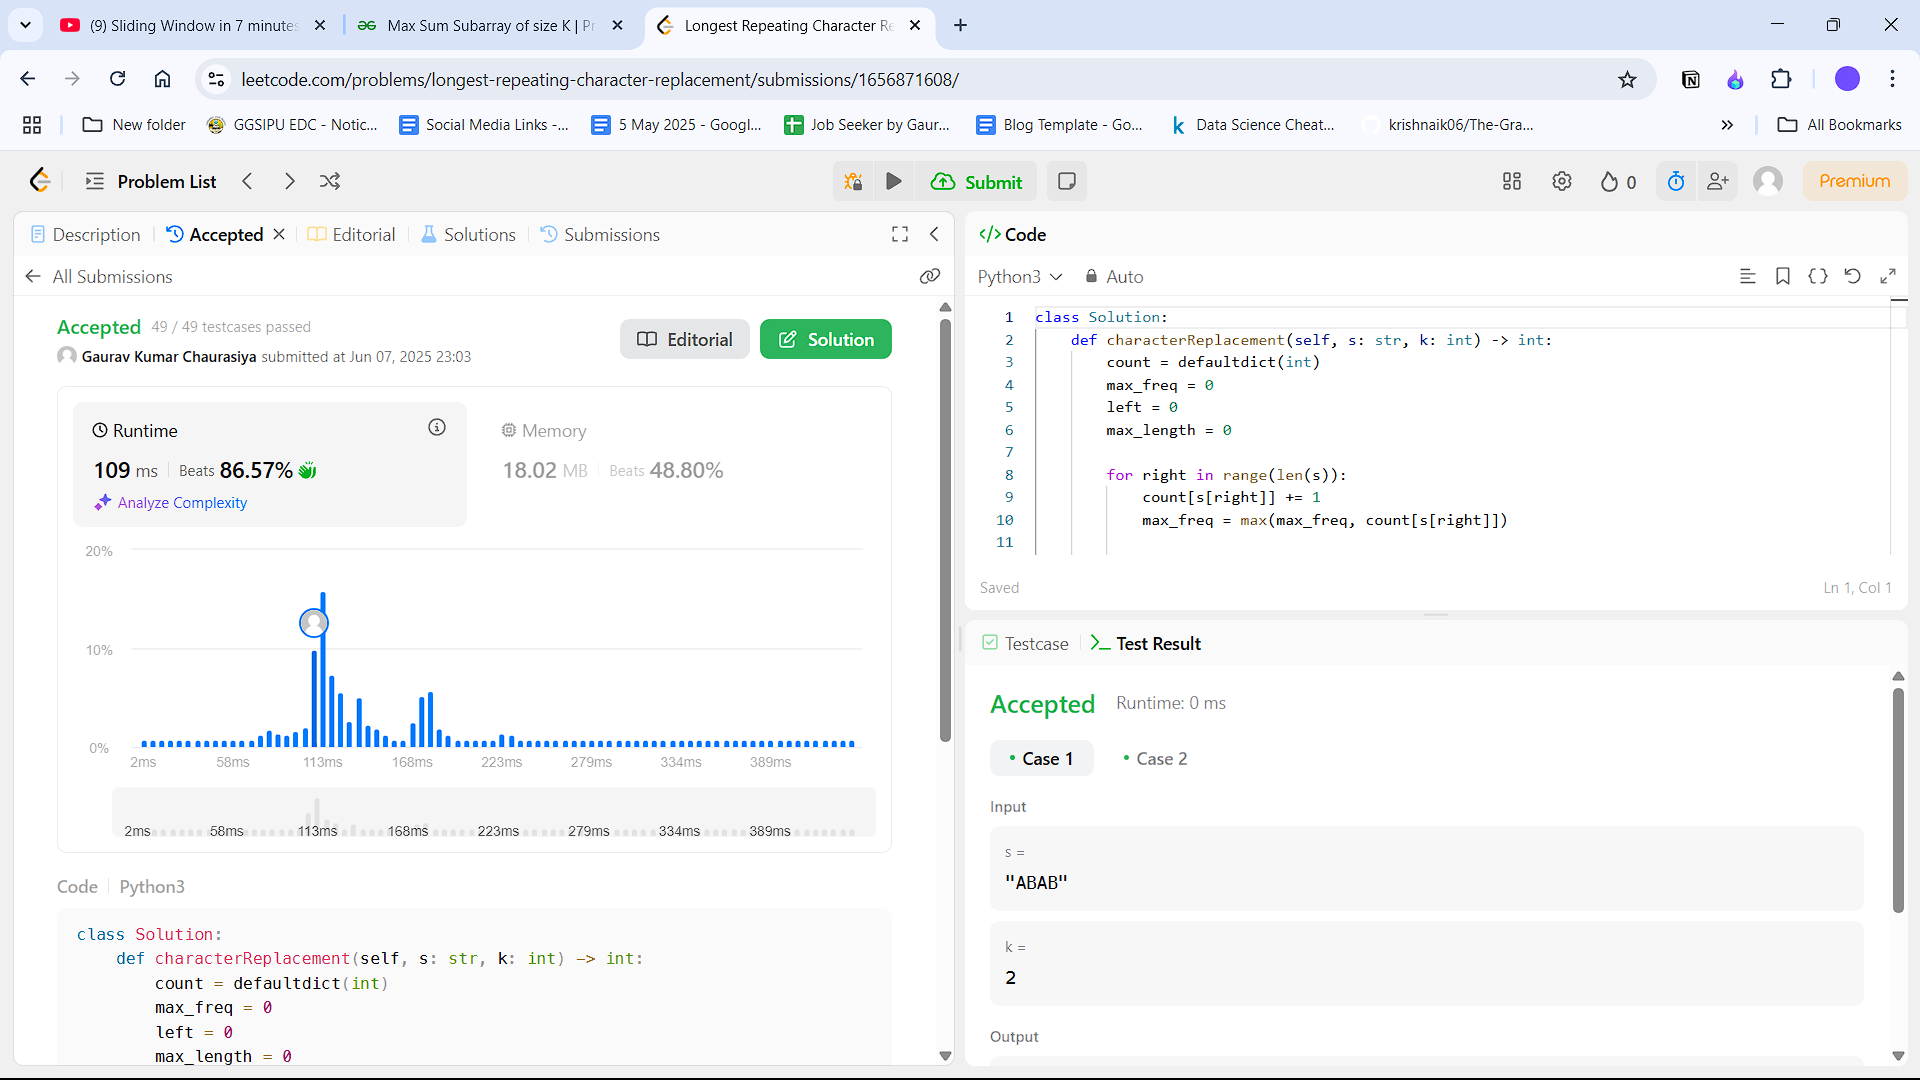 (9) Sliding Window in 7 minutes
Max Sum Subarray of size K | Pr
Longest Repeating Character Re
leetcode.com/problems/longest-repeating-character-replacement/submissions/1656871608/
New folder
GGSIPU EDC - Notic...
Social Media Links -...
5 May 2025 - Googl...
Job Seeker by Gaur...
Blog Template - Go...
Data Science Cheat...
krishnaik06/The-Gra...
All Bookmarks
Problem List
Submit
0
Premium
Description
Accepted
Editorial
Solutions
Submissions
All Submissions
Accepted 49 / 49 testcases passed
Gaurav Kumar Chaurasiya submitted at Jun 07, 2025 23:03
Editorial
Solution
Runtime
109 ms Beats 86.57%
Analyze Complexity
Memory
18.02 MB Beats 48.80%
20%
10%
0%
2ms 58ms 113ms 168ms 223ms 279ms 334ms 389ms
2ms 58ms 113ms 168ms 223ms 279ms 334ms 389ms
Code Python3
class Solution:
def characterReplacement(self, s: str, k: int) -> int:
count = defaultdict(int)
max_freq = 0
left = 0
max_length = 0
</> Code
Python3 Auto
1 class Solution:
2 def characterReplacement(self, s: str, k: int) -> int:
3 count = defaultdict(int)
4 max_freq = 0
5 left = 0
6 max_length = 0
7
8 for right in range(len(s)):
9 count[s[right]] += 1
10 max_freq = max(max_freq, count[s[right]])
11
Saved
Ln 1, Col 1
Testcase
>_ Test Result
Accepted Runtime: 0 ms
• Case 1
• Case 2
Input
s =
"ABAB"
k =
2
Output